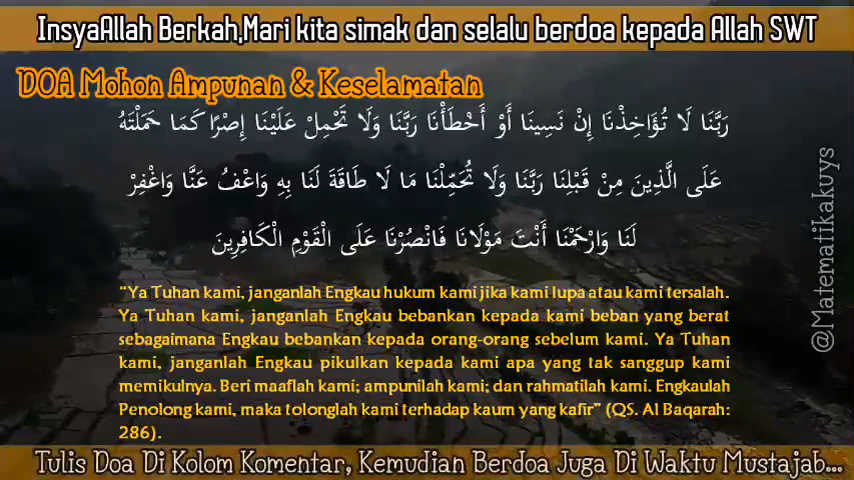 InsyaAllah Berkah,Mari kita simak dan selalu berdoa kepada Allah SWT
DOA Mohon Ampunan & Keselamatan
رَبَّنَا لَا تُؤَاخِذْنَا إِنْ نَسِينَا أَوْ أَخْطَأْنَا رَبَّنَا وَلَا تَحْمِلْ عَلَيْنَا إِصْرًا كَمَا حَمَلْتَهُ
عَلَى الَّذِينَ مِنْ قَبْلِنَا رَبَّنَا وَلَا تُحَمِّلْنَا مَا لَا طَاقَةَ لَنَا بِهِ وَاعْفُ عَنَّا وَاغْفِرْ
لَنَا وَارْحَمْنَا أَنْتَ مَوْلَانَا فَانْصُرْنَا عَلَى الْقَوْمِ الْكَافِرِينَ
“Ya Tuhan kami, janganlah Engkau hukum kami jika kami lupa atau kami tersalah.
Ya Tuhan kami, janganlah Engkau bebankan kepada kami beban yang berat
sebagaimana Engkau bebankan kepada orang-orang sebelum kami. Ya Tuhan
kami, janganlah Engkau pikulkan kepada kami apa yang tak sanggup kami
memikulnya. Beri maaflah kami; ampunilah kami; dan rahmatilah kami. Engkaulah
Penolong kami, maka tolonglah kami terhadap kaum yang kafir” (QS. Al Baqarah:
286).
@Matematikakuys
Tulis Doa Di Kolom Komentar, Kemudian Berdoa Juga Di Waktu Mustajab...